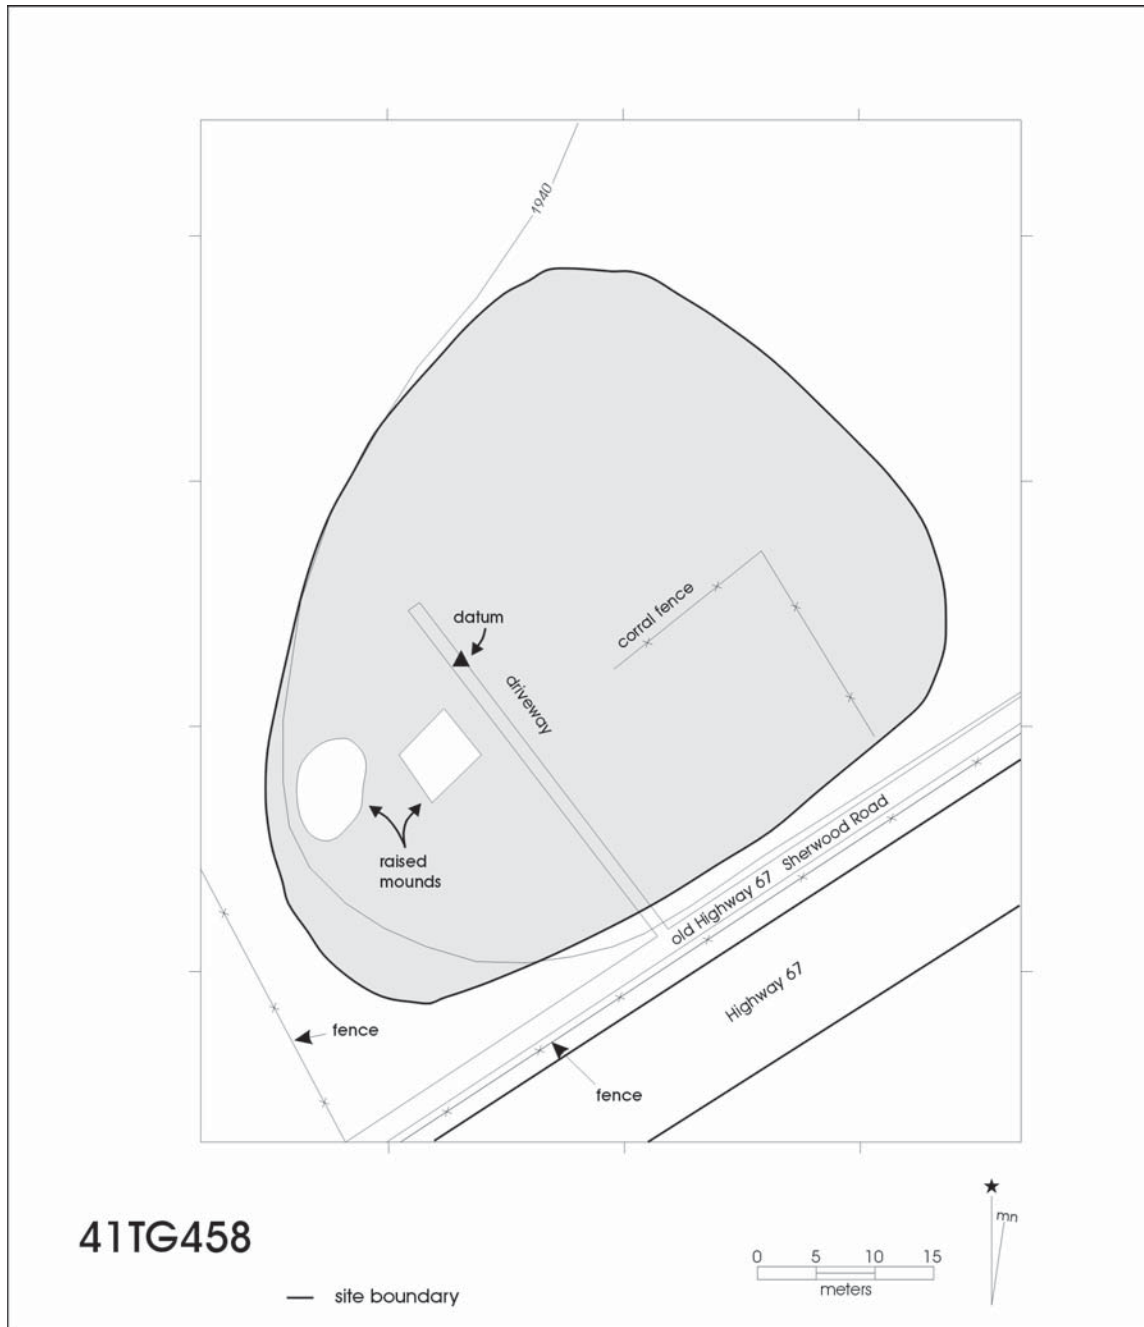 1940
datum
corral fence
driveway
raised
mounds
old Highway 67 Sherwood Road
Highway 67
fence
fence
41TG458
site boundary
0 5 10 15
meters
mn